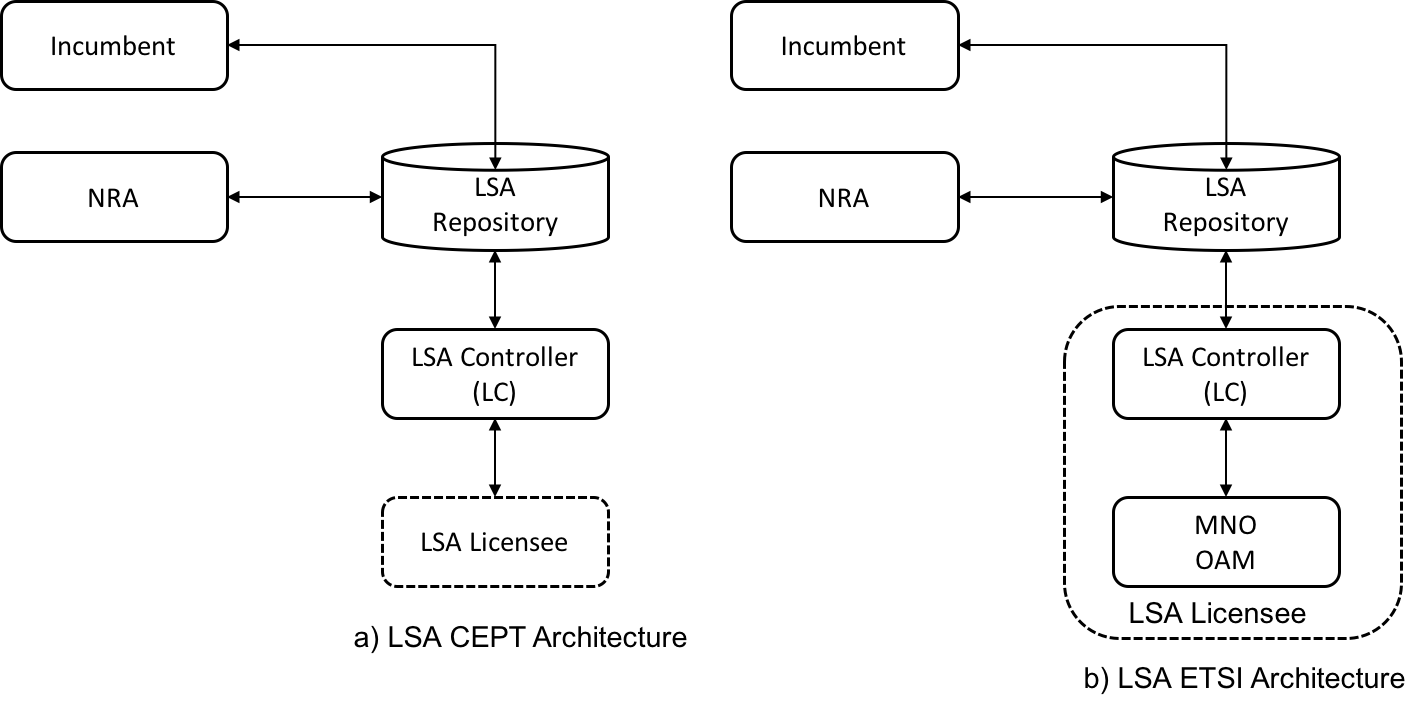 Incumbent
NRA
LSA
Repository
LSA Controller
(LC)
LSA Licensee
a) LSA CEPT Architecture
Incumbent
NRA
LSA
Repository
LSA Controller
(LC)
MNO
OAM
LSA Licensee
b) LSA ETSI Architecture